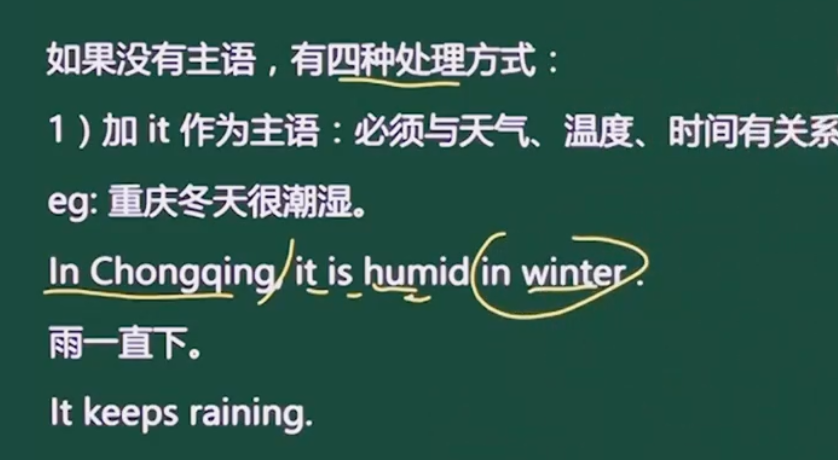 如果没有主语，有四种处理方式：
1）加 it 作为主语：必须与天气、温度、时间有关系
eg: 重庆冬天很潮湿。
In Chongqing, it is humid in winter .
雨一直下。
It keeps raining.